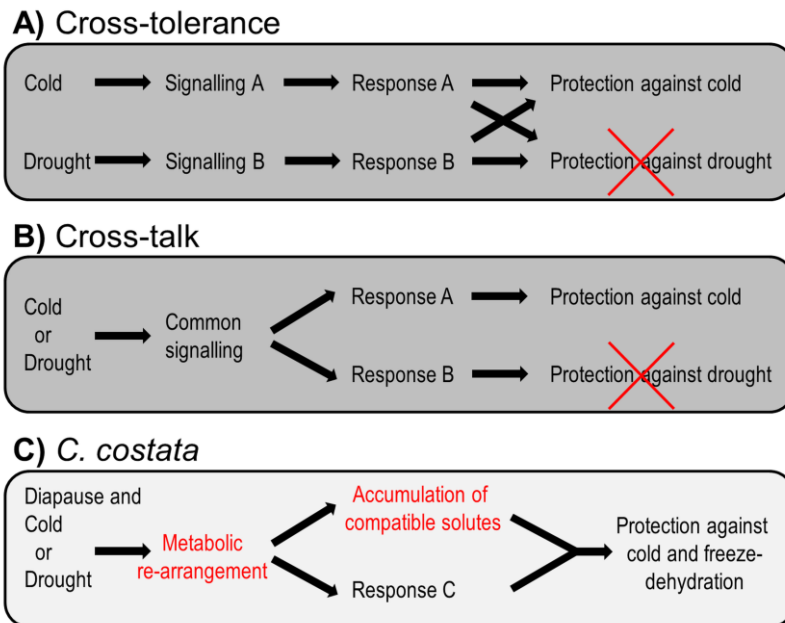 A) Cross-tolerance
Cold Signalling A Response A Protection against cold
Drought Signalling B Response B Protection against drought
B) Cross-talk
Cold
or
Drought
Common
signalling
Response A Protection against cold
Response B Protection against drought
C) C. costata
Diapause and
Cold
or
Drought
Metabolic
re-arrangement
Accumulation of
compatible solutes
Response C
Protection against
cold and freeze-
dehydration